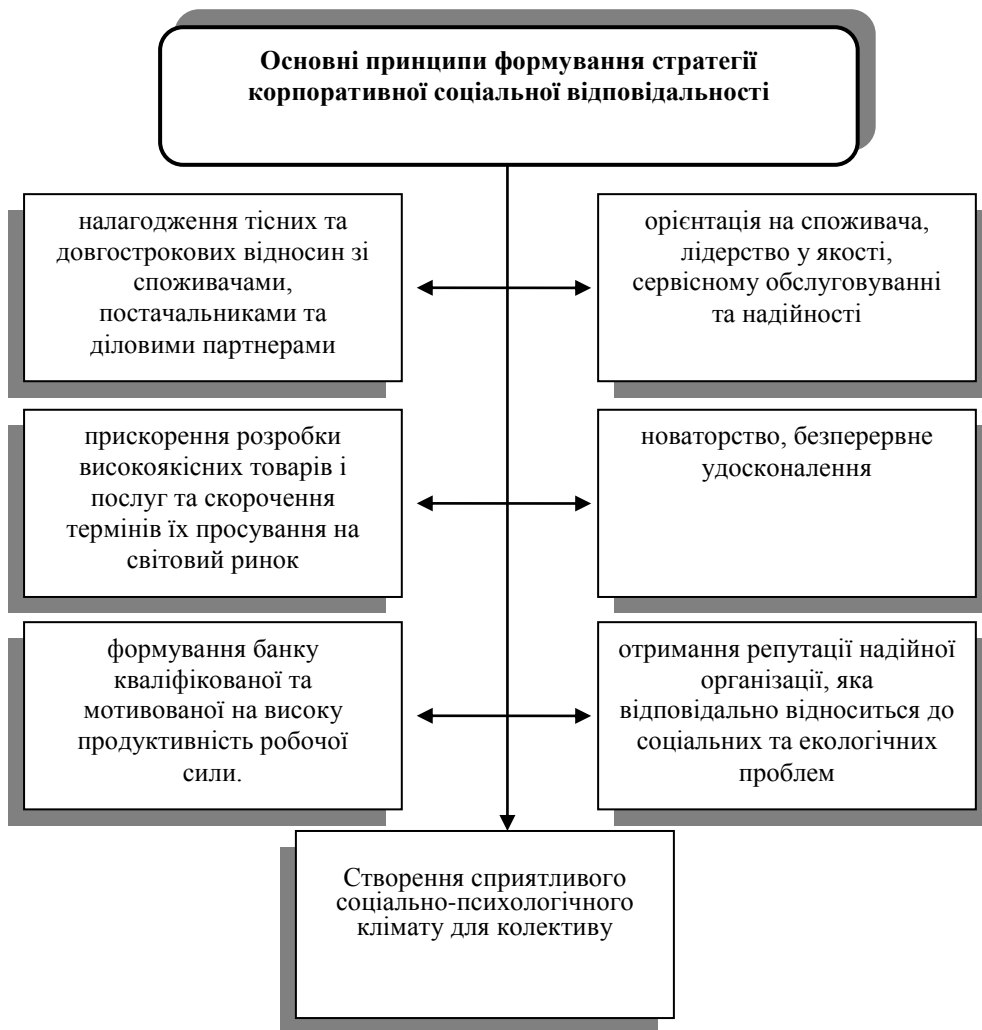 Основні принципи формування стратегії
корпоративної соціальної відповідальності
налагодження тісних та
довгострокових відносин зі
споживачами,
постачальниками та
діловими партнерами
орієнтація на споживача,
лідерство у якості,
сервісному обслуговуванні
та надійності
прискорення розробки
високоякісних товарів і
послуг та скорочення
термінів їх просування на
світовий ринок
новаторство, безперервне
удосконалення
формування банку
кваліфікованої та
мотивованої на високу
продуктивність робочої
сили.
отримання репутації надійної
організації, яка
відповідально відноситься до
соціальних та екологічних
проблем
Створення сприятливого
соціально-психологічного
клімату для колективу